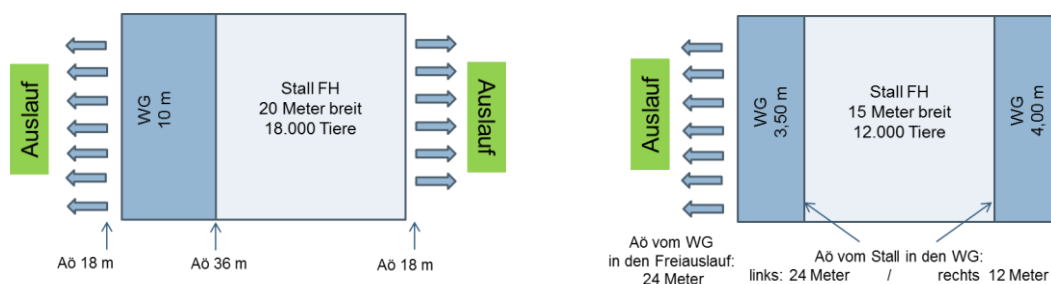 Auslauf
WG
10 m
Stall FH
20 Meter breit
18.000 Tiere
Auslauf
Aö 18 m
Aö 36 m
Aö 18 m
Auslauf
WG
3,50 m
Stall FH
15 Meter breit
12.000 Tiere
WG
4,00 m
Aö vom WG
in den Freiauslauf:
24 Meter
Aö vom Stall in den WG:
links: 24 Meter / rechts 12 Meter